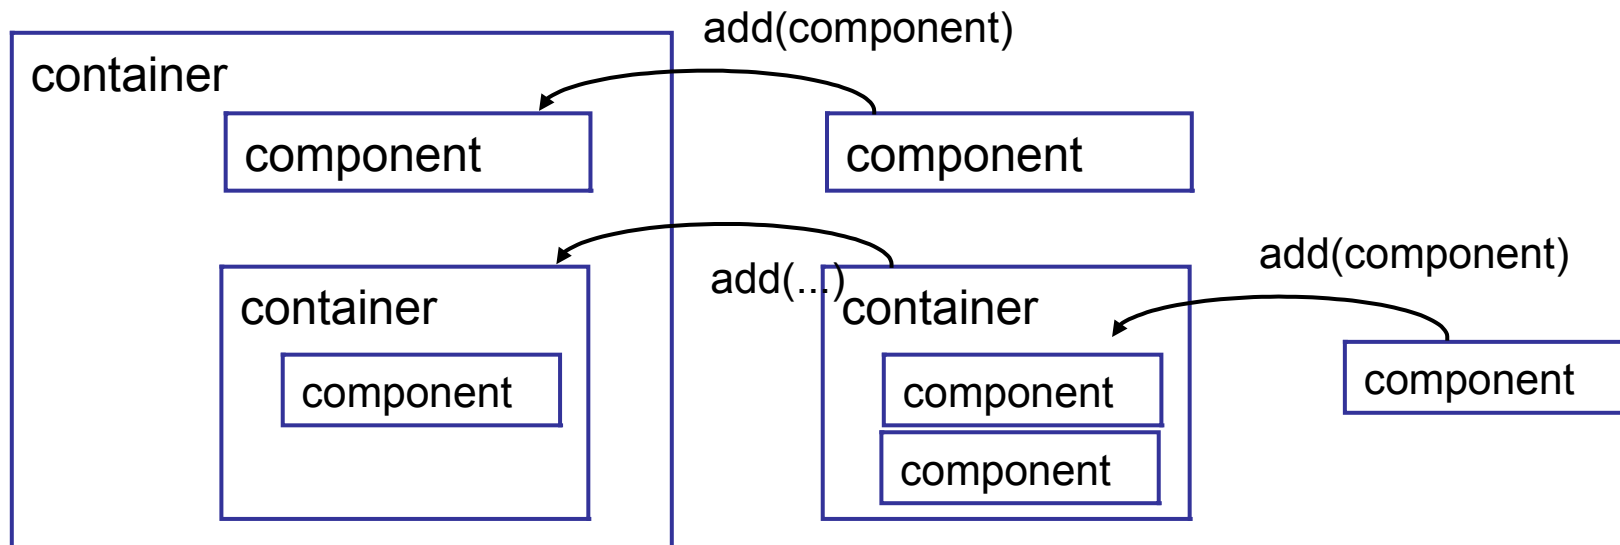 add(component)
container
component
component
add(component)
add(...)
container
container
component
component
component
component